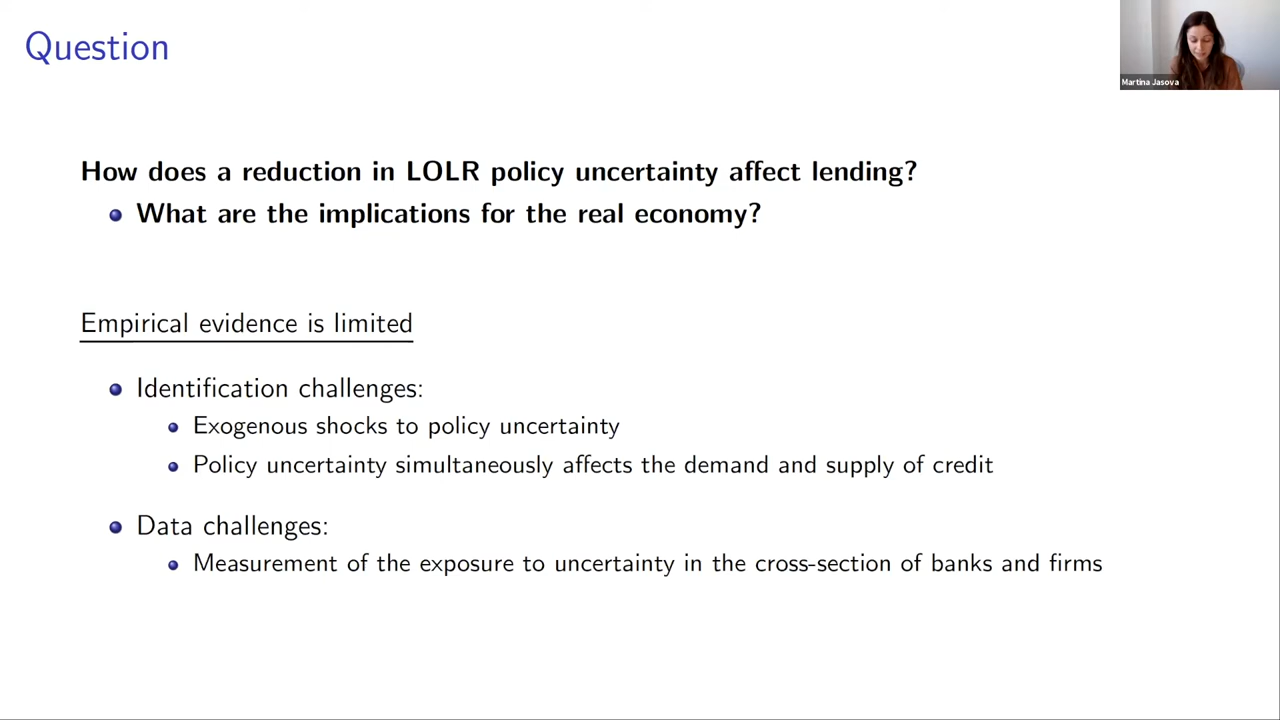 Question
Martina Jasova
How does a reduction in LOLR policy uncertainty affect lending?
What are the implications for the real economy?
Empirical evidence is limited
Identification challenges:
Exogenous shocks to policy uncertainty
Policy uncertainty simultaneously affects the demand and supply of credit
Data challenges:
Measurement of the exposure to uncertainty in the cross-section of banks and firms